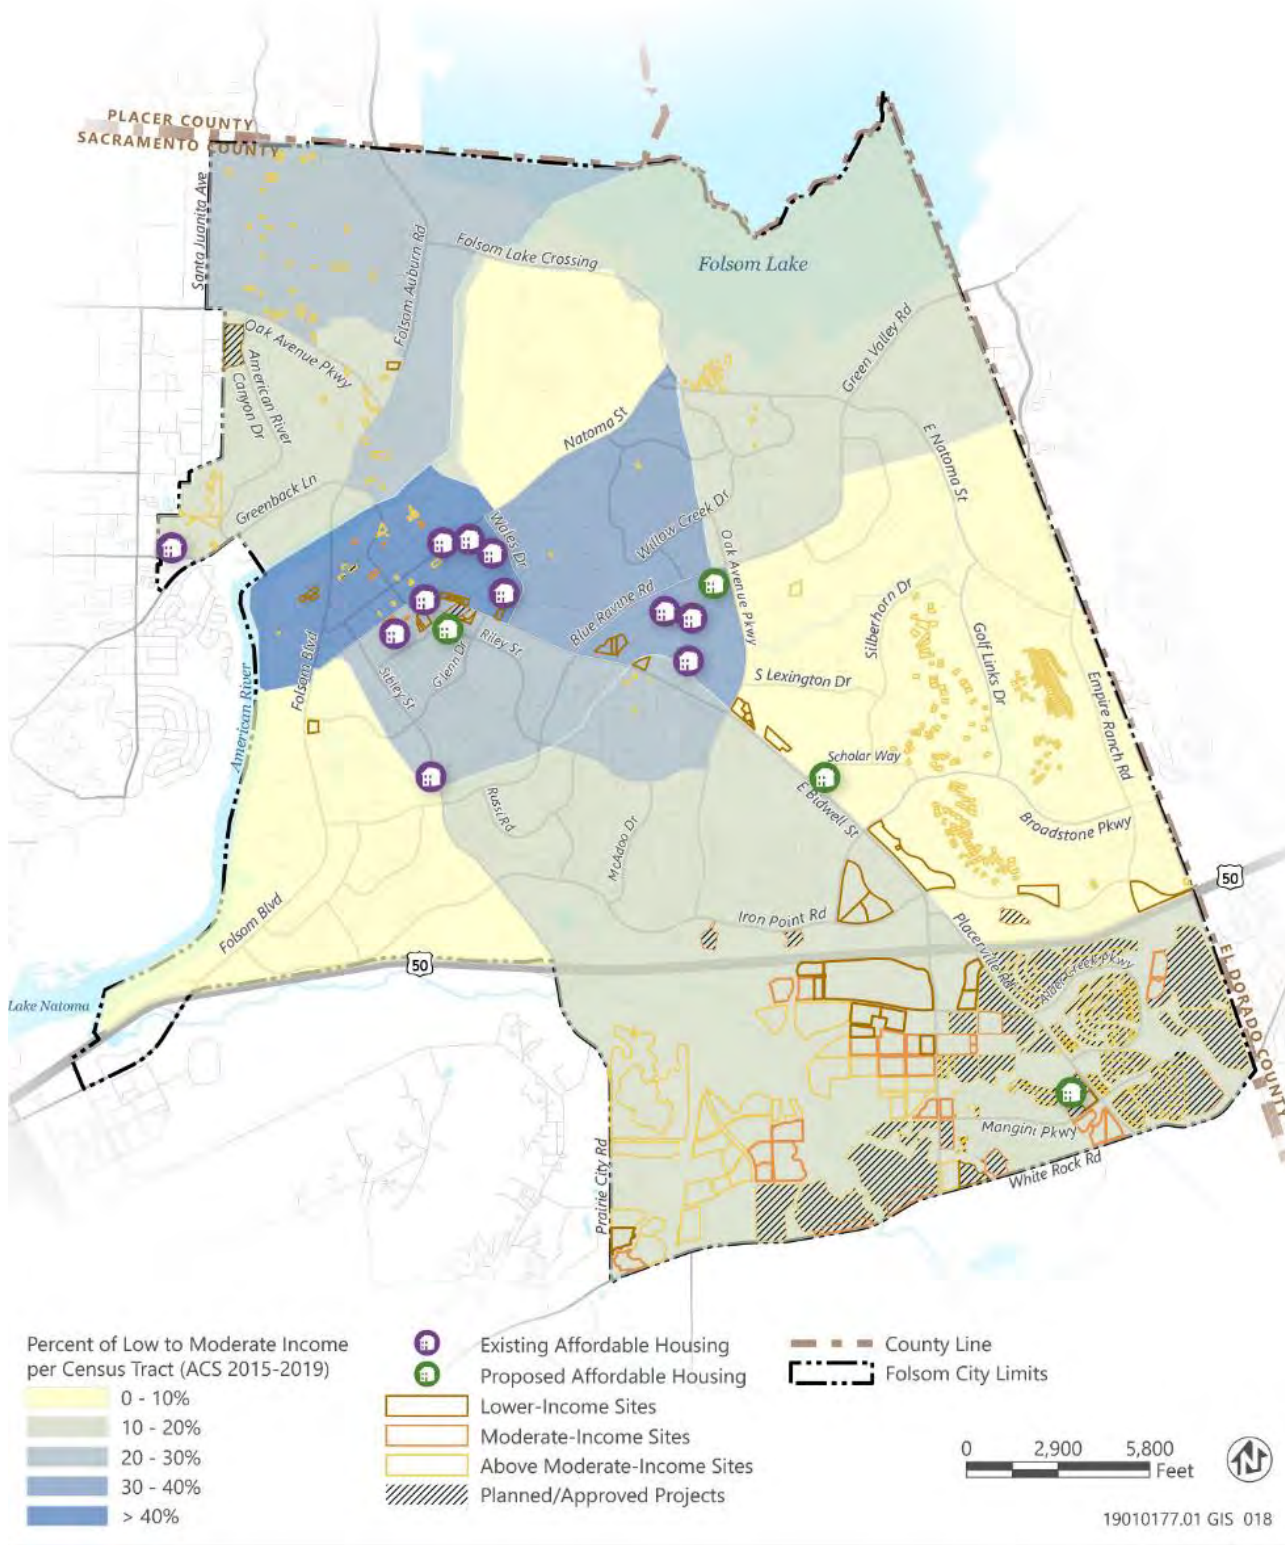 PLACER COUNTY
SACRAMENTO COUNTY
Santa Juanita Ave
Folsom Auburn Rd
Folsom Lake Crossing
Folsom Lake
Green Valley Rd
Oak Avenue Pkwy
American River
Canyon Dr
Natoma St
E Natoma St
Greenback Ln
Wales Dr
Willow Creek Dr
Oak Avenue Pkwy
Blue Ravine Rd
Silberhorn Dr
Golf Links Dr
Riley St
Glenn Dr
Sibley St
Folsom Blvd
American River
S Lexington Dr
Empire Ranch Rd
Scholar Way
E Bidwell St
Russi Rd
McAdoo Dr
Broadstone Pkwy
50
Iron Point Rd
Folsom Blvd
50
Placerville Rd
Alder Creek Pkwy
EL DORADO COUNTY
Lake Natoma
Mangini Pkwy
White Rock Rd
Prairie City Rd
Percent of Low to Moderate Income
per Census Tract (ACS 2015-2019)
0 - 10%
10 - 20%
20 - 30%
30 - 40%
> 40%
Existing Affordable Housing
Proposed Affordable Housing
Lower-Income Sites
Moderate-Income Sites
Above Moderate-Income Sites
Planned/Approved Projects
County Line
Folsom City Limits
0 2,900 5,800
Feet
N
19010177.01 GIS 018